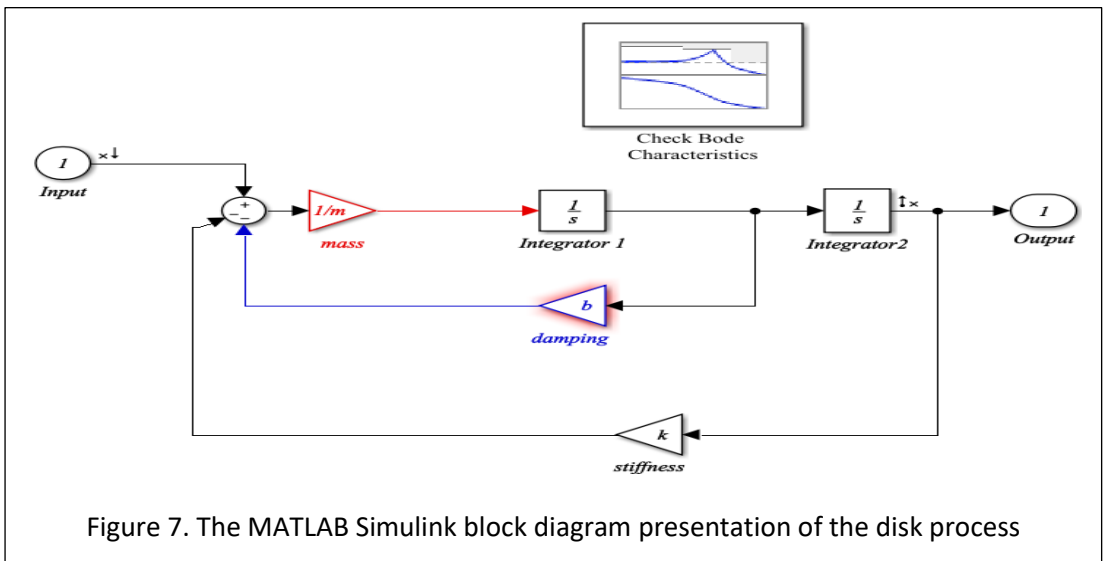 Check Bode
Characteristics
1
Input
+
−
−
1/m
mass
1
s
Integrator 1
1
s
Integrator2
x
1
Output
b
damping
k
stiffness
Figure 7. The MATLAB Simulink block diagram presentation of the disk process